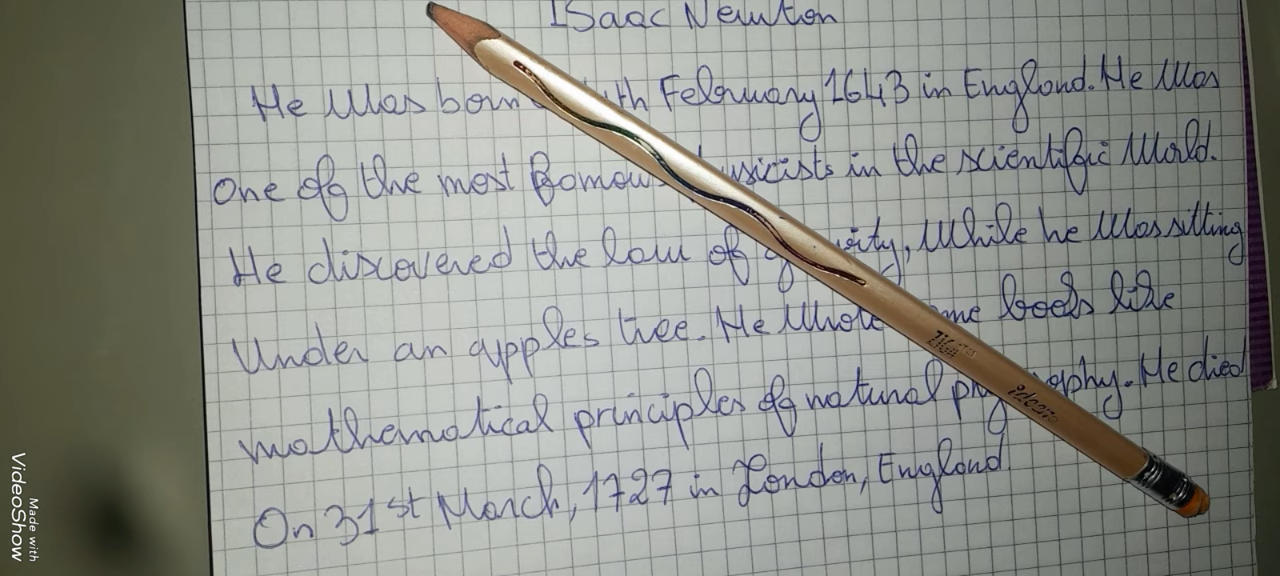 Isaac Newton
He was born February 1643 in England. He was
One of the most famous in the scientific world.
He discovered the law of , While he was sitting
Under an apples tree. He whote books like
mathematical principles of natural . He died
On 31st March, 1727 in London, England
Made with
VideoShow